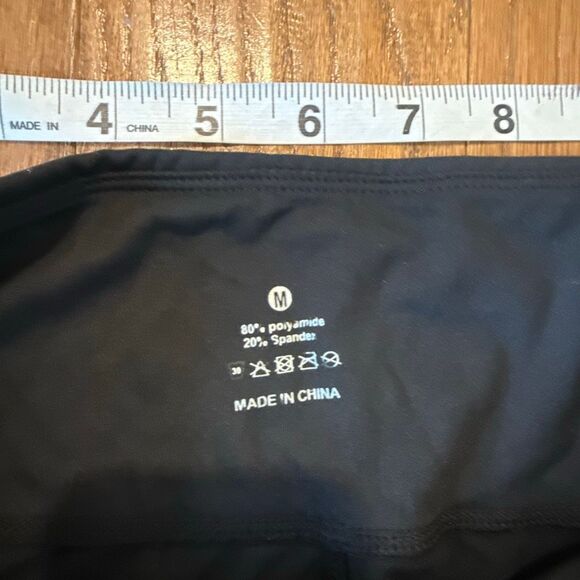 MADE IN 4 CHINA 5 6 7 8
M
80% polyamide
20% Spandex
30
MADE IN CHINA